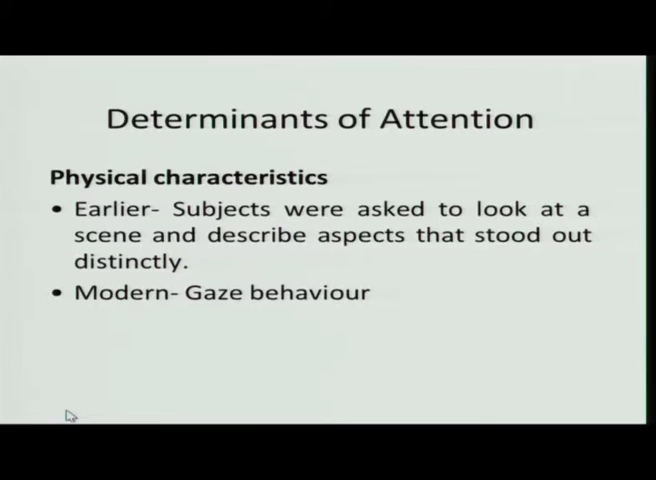 Determinants of Attention
Physical characteristics
• Earlier- Subjects were asked to look at a
scene and describe aspects that stood out
distinctly.
• Modern- Gaze behaviour